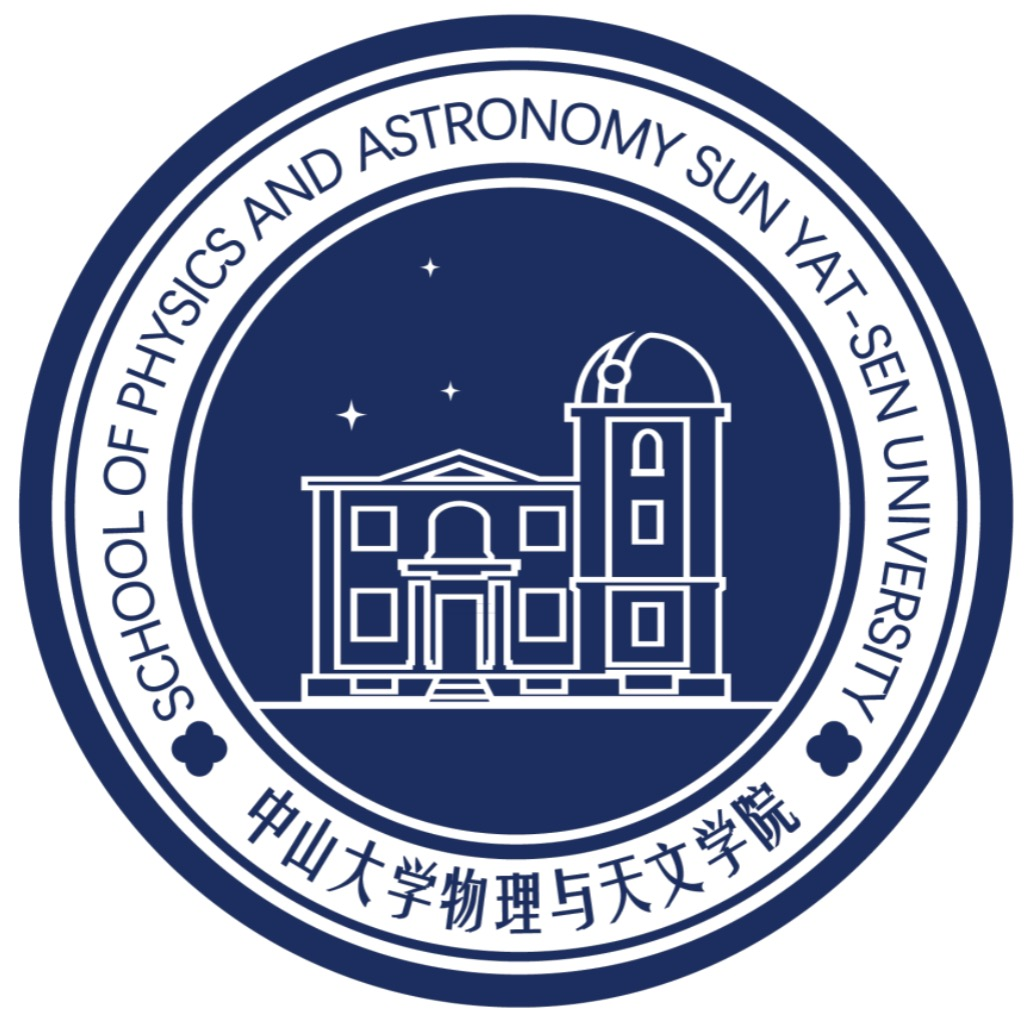 SCHOOL OF PHYSICS AND ASTRONOMY SUN YAT-SEN UNIVERSITY
中山大学物理与天文学院